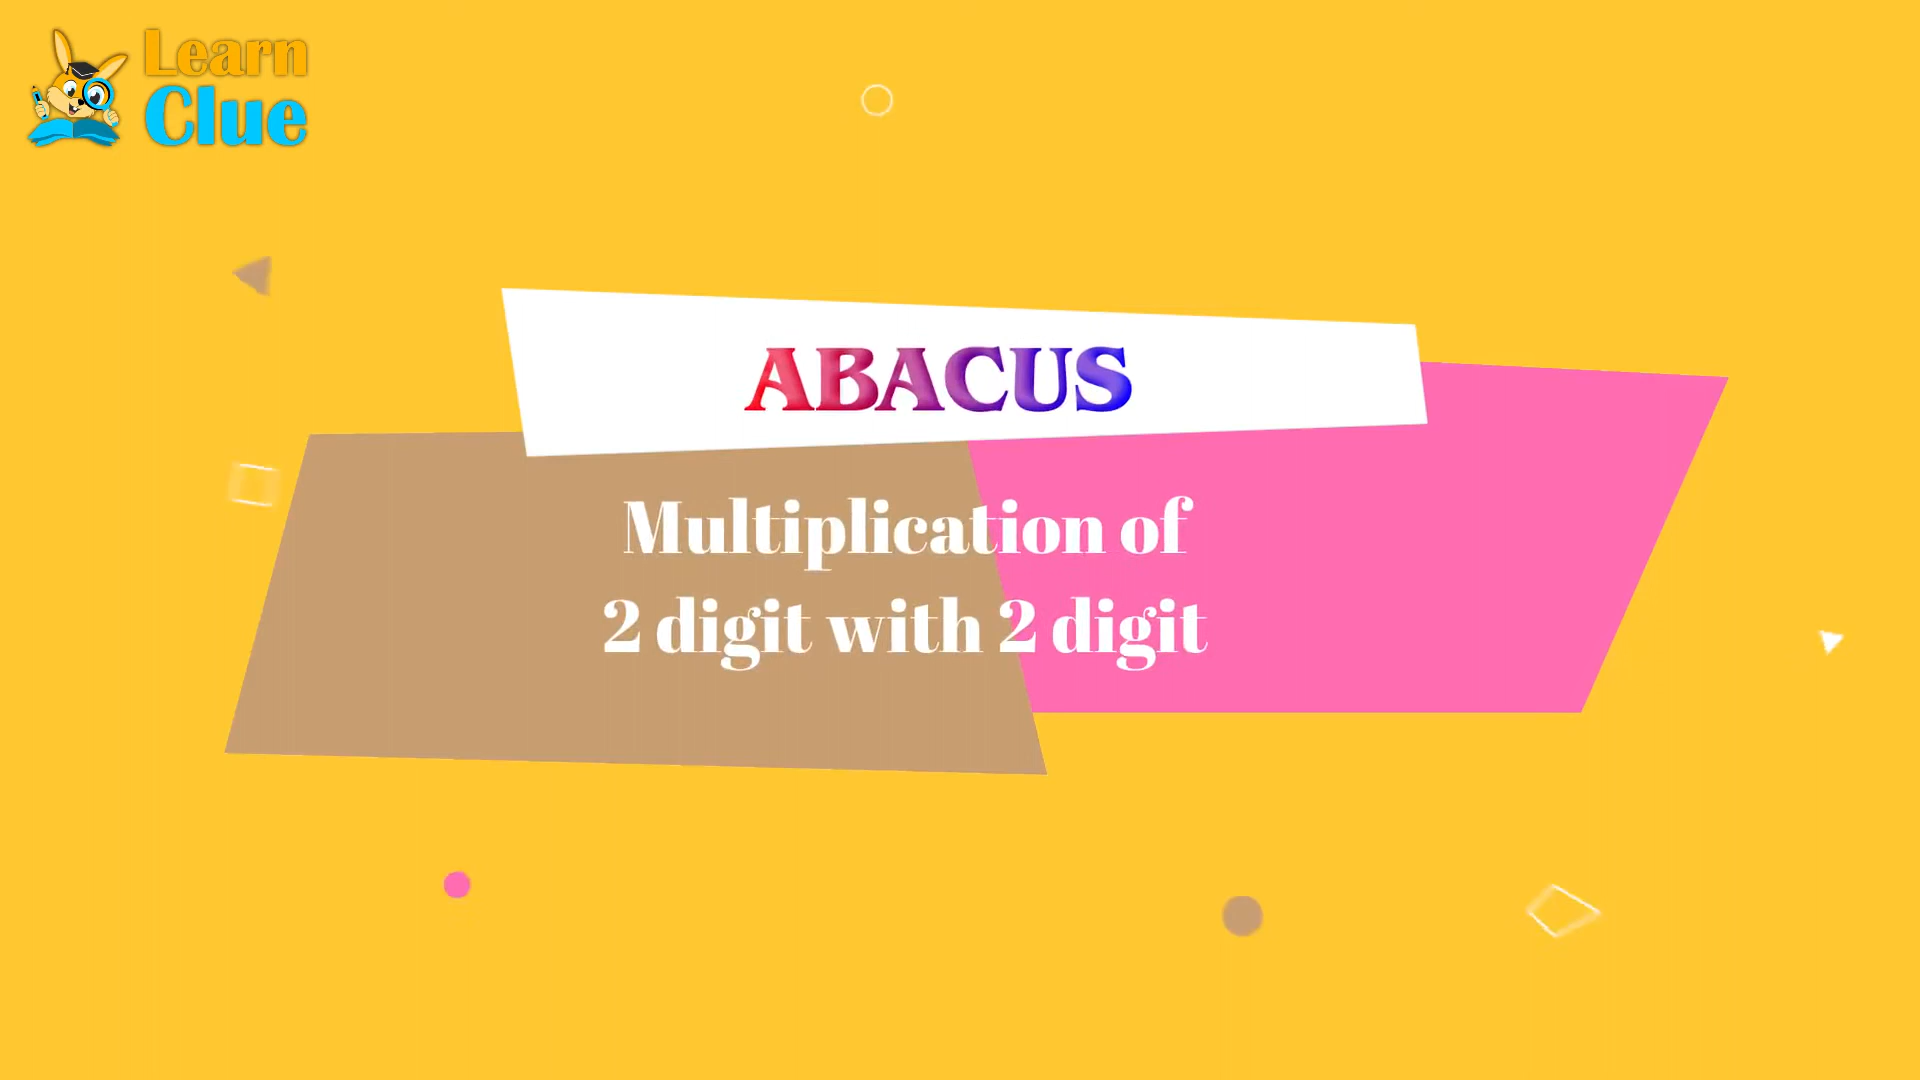 Learn
Clue
ABACUS
Multiplication of
2 digit with 2 digit